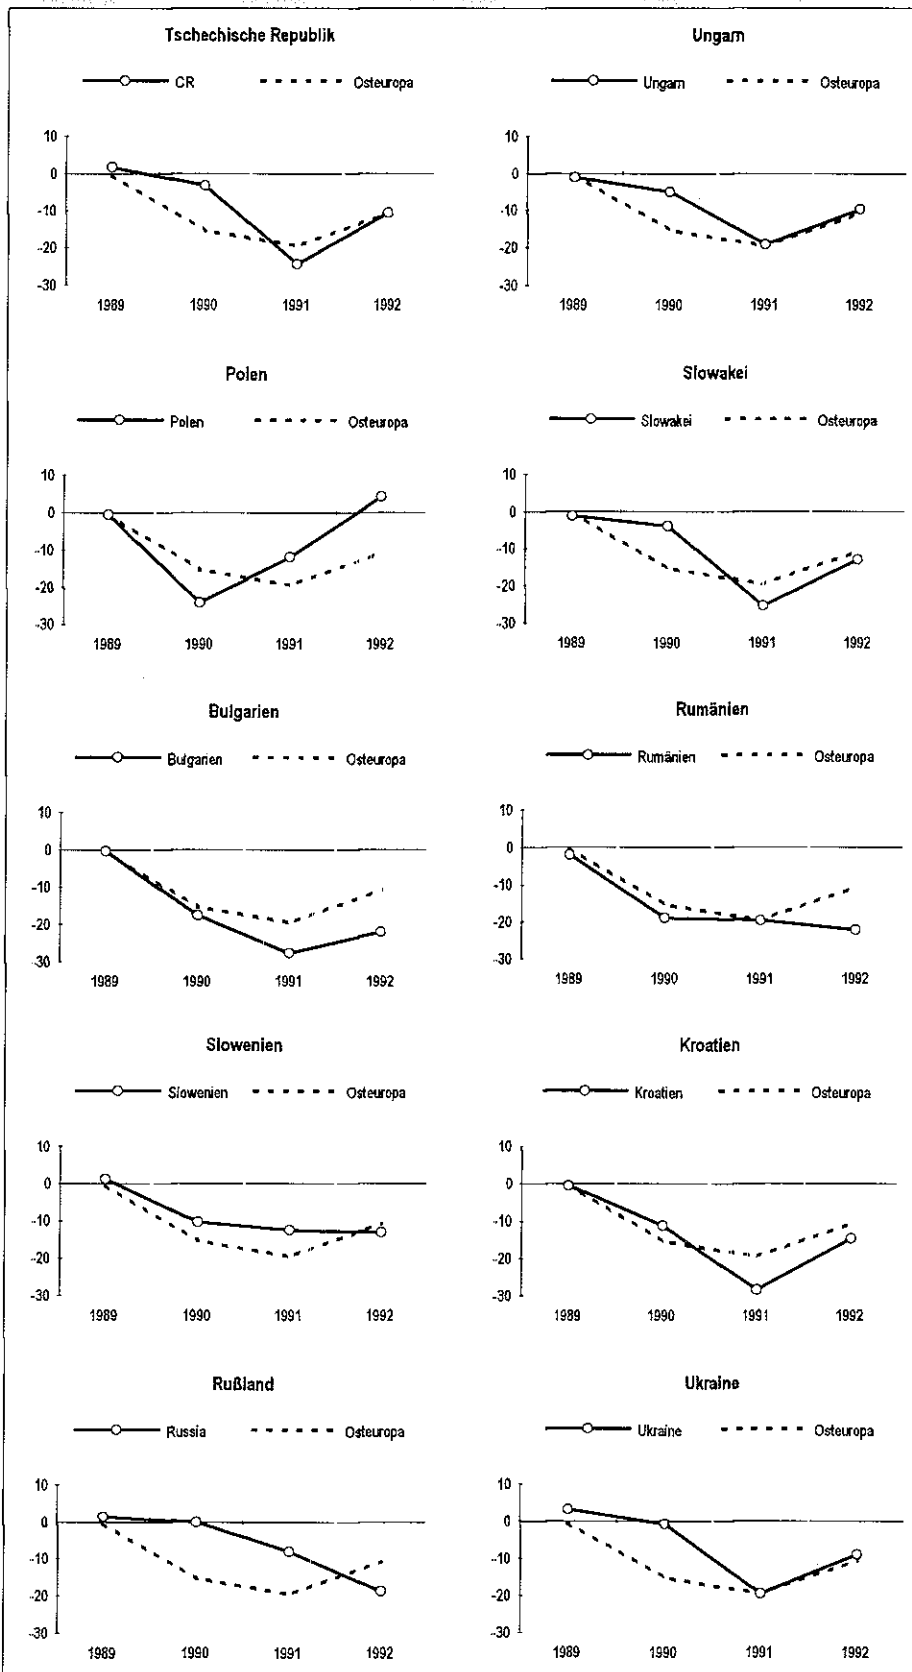 Tschechische Republik
CR Osteuropa
10
0
-10
-20
-30
1989 1990 1991 1992
Ungarn
Ungarn Osteuropa
10
0
-10
-20
-30
1989 1990 1991 1992
Polen
Polen Osteuropa
10
0
-10
-20
-30
1989 1990 1991 1992
Slowakei
Slowakei Osteuropa
10
0
-10
-20
-30
1989 1990 1991 1992
Bulgarien
Bulgarien Osteuropa
10
0
-10
-20
-30
1989 1990 1991 1992
Rumänien
Rumänien Osteuropa
10
0
-10
-20
-30
1989 1990 1991 1992
Slowenien
Slowenien Osteuropa
10
0
-10
-20
-30
1989 1990 1991 1992
Kroatien
Kroatien Osteuropa
10
0
-10
-20
-30
1989 1990 1991 1992
Rußland
Russia Osteuropa
10
0
-10
-20
-30
1989 1990 1991 1992
Ukraine
Ukraine Osteuropa
10
0
-10
-20
-30
1989 1990 1991 1992